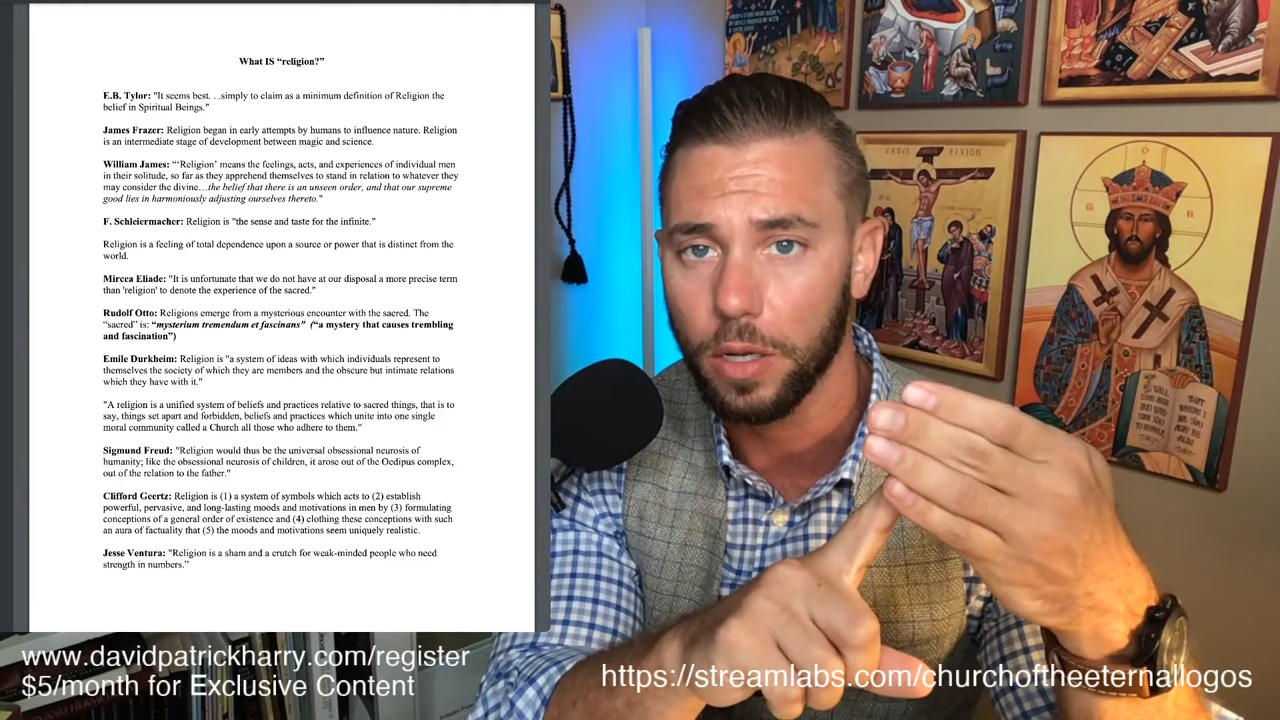 What IS “religion?”
E.B. Tylor: "It seems best. . .simply to claim as a minimum definition of Religion the
belief in Spiritual Beings."
James Frazer: Religion began in early attempts by humans to influence nature. Religion
is an intermediate stage of development between magic and science.
William James: “‘Religion’ means the feelings, acts, and experiences of individual men
in their solitude, so far as they apprehend themselves to stand in relation to whatever they
may consider the divine…the belief that there is an unseen order, and that our supreme
good lies in harmoniously adjusting ourselves thereto."
F. Schleiermacher: Religion is "the sense and taste for the infinite."
Religion is a feeling of total dependence upon a source or power that is distinct from the
world.
Mircea Eliade: "It is unfortunate that we do not have at our disposal a more precise term
than 'religion' to denote the experience of the sacred."
Rudolf Otto: Religions emerge from a mysterious encounter with the sacred. The
“sacred” is: “mysterium tremendum et fascinans” (“a mystery that causes trembling
and fascination”)
Emile Durkheim: Religion is "a system of ideas with which individuals represent to
themselves the society of which they are members and the obscure but intimate relations
which they have with it."
"A religion is a unified system of beliefs and practices relative to sacred things, that is to
say, things set apart and forbidden, beliefs and practices which unite into one single
moral community called a Church all those who adhere to them."
Sigmund Freud: "Religion would thus be the universal obsessional neurosis of
humanity; like the obsessional neurosis of children, it arose out of the Oedipus complex,
out of the relation to the father."
Clifford Geertz: Religion is (1) a system of symbols which acts to (2) establish
powerful, pervasive, and long-lasting moods and motivations in men by (3) formulating
conceptions of a general order of existence and (4) clothing these conceptions with such
an aura of factuality that (5) the moods and motivations seem uniquely realistic.
Jesse Ventura: "Religion is a sham and a crutch for weak-minded people who need
strength in numbers.”
www.davidpatrickharry.com/register
$5/month for Exclusive Content
https://streamlabs.com/churchoftheeternallogos